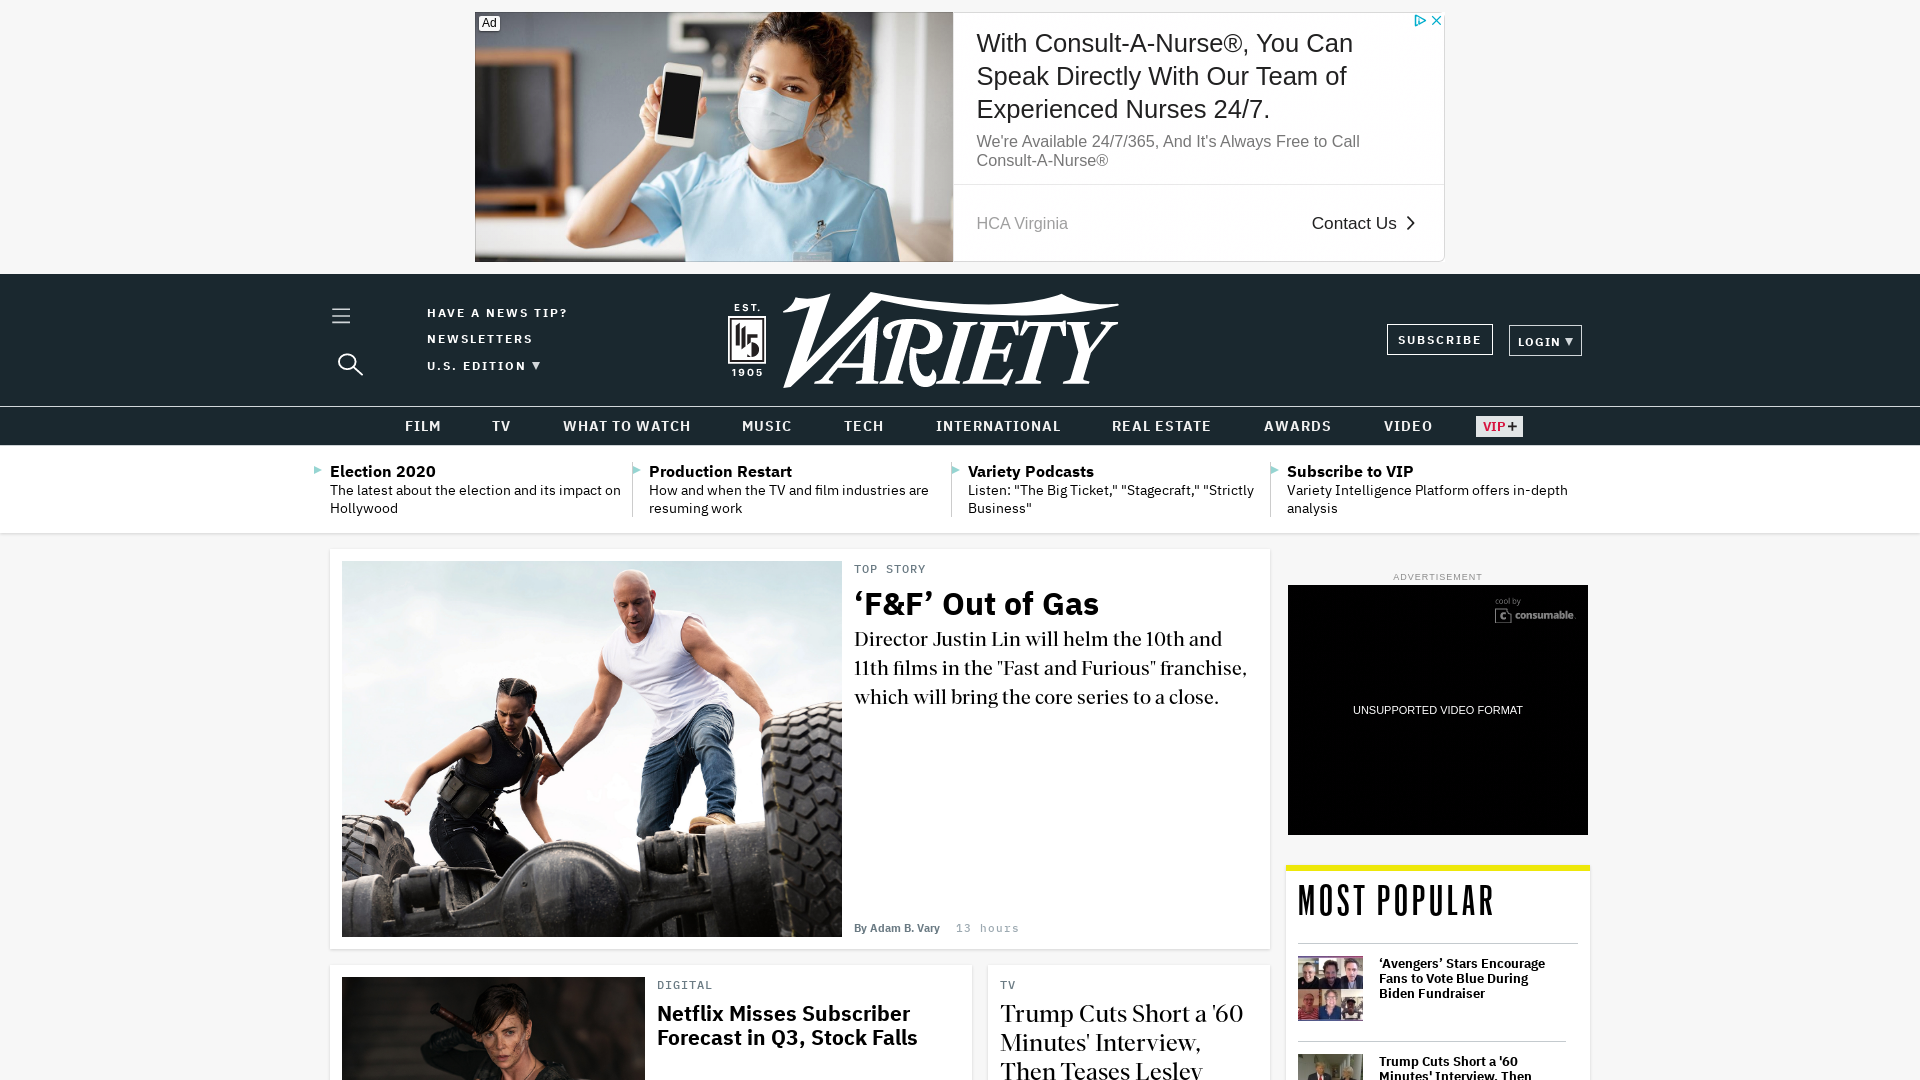 Ad
With Consult-A-Nurse®, You Can
Speak Directly With Our Team of
Experienced Nurses 24/7.
We're Available 24/7/365, And It's Always Free to Call
Consult-A-Nurse®
HCA Virginia
Contact Us
HAVE A NEWS TIP?
NEWSLETTERS
U.S. EDITION ▼
EST.
115
1905
VARIETY
SUBSCRIBE
LOGIN ▼
FILM
TV
WHAT TO WATCH
MUSIC
TECH
INTERNATIONAL
REAL ESTATE
AWARDS
VIDEO
VIP+
Election 2020
The latest about the election and its impact on
Hollywood
Production Restart
How and when the TV and film industries are
resuming work
Variety Podcasts
Listen: "The Big Ticket," "Stagecraft," "Strictly
Business"
Subscribe to VIP
Variety Intelligence Platform offers in-depth
analysis
TOP STORY
‘F&F’ Out of Gas
Director Justin Lin will helm the 10th and
11th films in the "Fast and Furious" franchise,
which will bring the core series to a close.
By Adam B. Vary
13 hours
ADVERTISEMENT
cool by
consumable
UNSUPPORTED VIDEO FORMAT
MOST POPULAR
‘Avengers’ Stars Encourage
Fans to Vote Blue During
Biden Fundraiser
Trump Cuts Short a '60
Minutes' Interview, Then
DIGITAL
Netflix Misses Subscriber
Forecast in Q3, Stock Falls
TV
Trump Cuts Short a '60
Minutes' Interview,
Then Teases Lesley